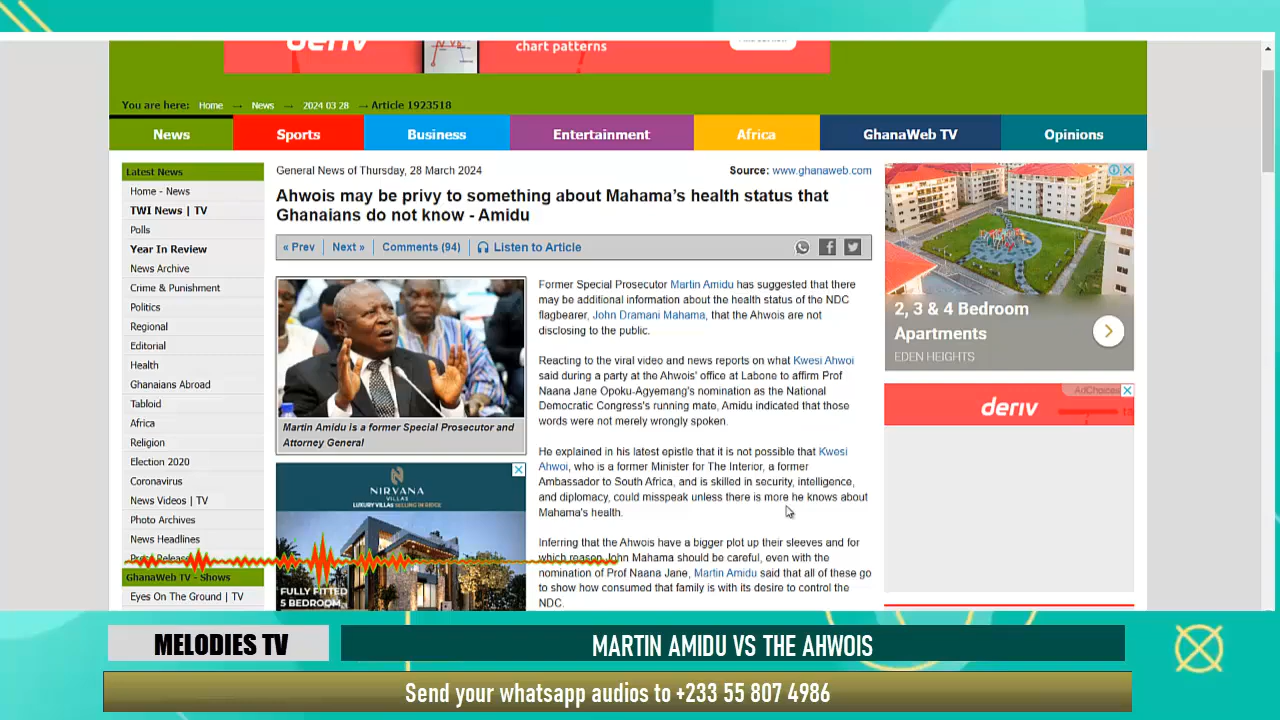 deriv
chart patterns
You are here: Home → News → 2024 03 28 → Article 1923518
News
Sports
Business
Entertainment
Africa
GhanaWeb TV
Opinions
Latest News
Home - News
TWI News | TV
Polls
Year In Review
News Archive
Crime & Punishment
Politics
Regional
Editorial
Health
Ghanaians Abroad
Tabloid
Africa
Religion
Election 2020
Coronavirus
News Videos | TV
Photo Archives
News Headlines
Press Release
GhanaWeb TV - Shows
Eyes On The Ground | TV
General News of Thursday, 28 March 2024
Source: www.ghanaweb.com
Ahwois may be privy to something about Mahama's health status that
Ghanaians do not know - Amidu
« Prev
Next »
Comments (94)
Listen to Article
Martin Amidu is a former Special Prosecutor and
Attorney General
NIRVANA
VILLAS
LUXURY VILLAS SELLING IN RIDGE
FULLY FITTED
5 BEDROOM
Former Special Prosecutor Martin Amidu has suggested that there
may be additional information about the health status of the NDC
flagbearer, John Dramani Mahama, that the Ahwois are not
disclosing to the public.
Reacting to the viral video and news reports on what Kwesi Ahwoi
said during a party at the Ahwois' office at Labone to affirm Prof
Naana Jane Opoku-Agyemang's nomination as the National
Democratic Congress's running mate, Amidu indicated that those
words were not merely wrongly spoken.
He explained in his latest epistle that it is not possible that Kwesi
Ahwoi, who is a former Minister for The Interior, a former
Ambassador to South Africa, and is skilled in security, intelligence,
and diplomacy, could misspeak unless there is more he knows about
Mahama's health.
Inferring that the Ahwois have a bigger plot up their sleeves and for
which reason John Mahama should be careful, even with the
nomination of Prof Naana Jane, Martin Amidu said that all of these go
to show how consumed that family is with its desire to control the
NDC.
2, 3 & 4 Bedroom
Apartments
EDEN HEIGHTS
AdChoices
deriv
MELODIES TV
MARTIN AMIDU VS THE AHWOIS
Send your whatsapp audios to +233 55 807 4986